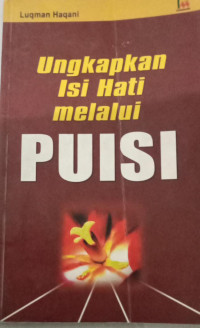 Luqman Haqani
Ungkapkan
Isi Hati
melalui
PUISI